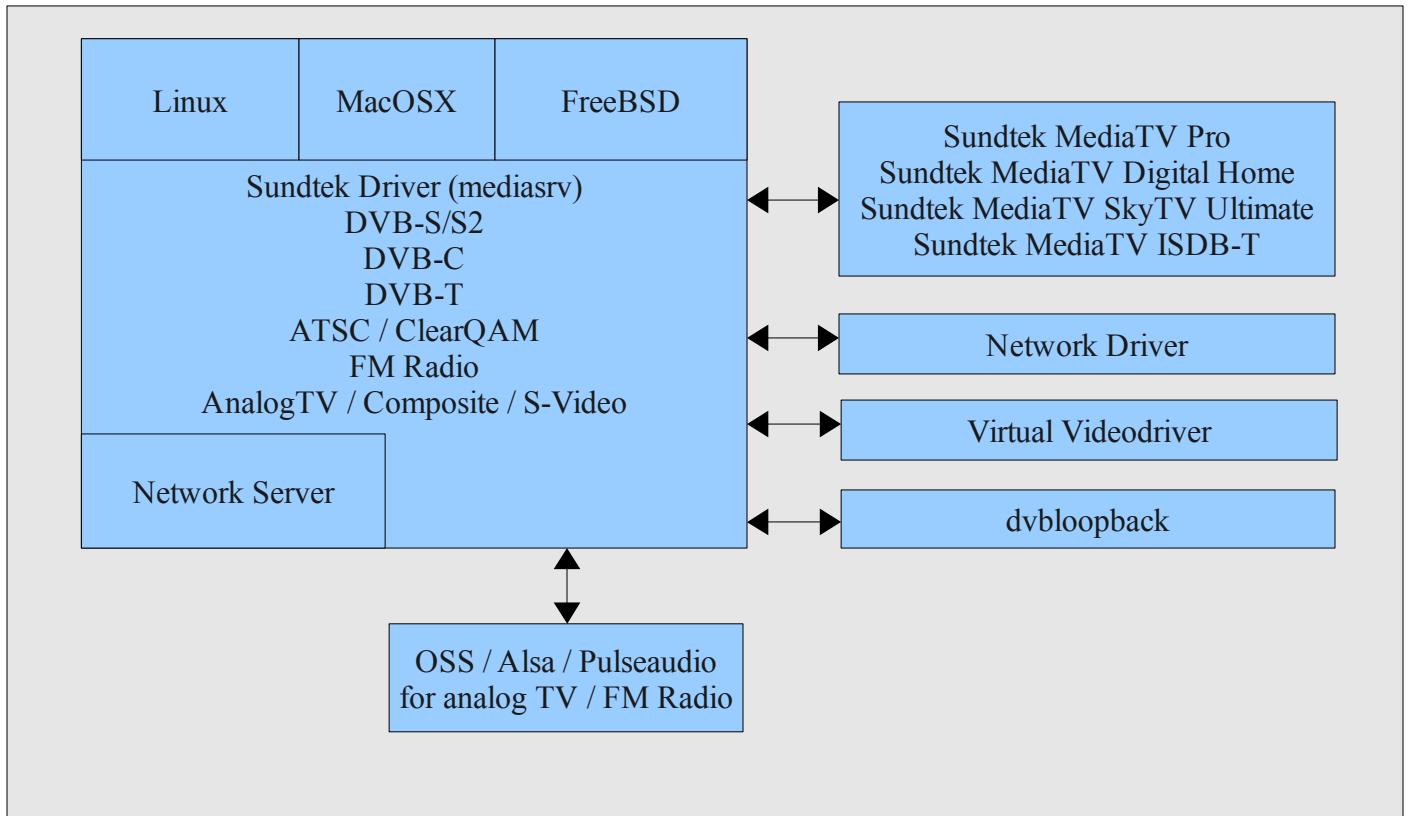 Linux
MacOSX
FreeBSD
Sundtek Driver (mediasrv)
DVB-S/S2
DVB-C
DVB-T
ATSC / ClearQAM
FM Radio
AnalogTV / Composite / S-Video
Network Server
Sundtek MediaTV Pro
Sundtek MediaTV Digital Home
Sundtek MediaTV SkyTV Ultimate
Sundtek MediaTV ISDB-T
Network Driver
Virtual Videodriver
dvbloopback
OSS / Alsa / Pulseaudio
for analog TV / FM Radio